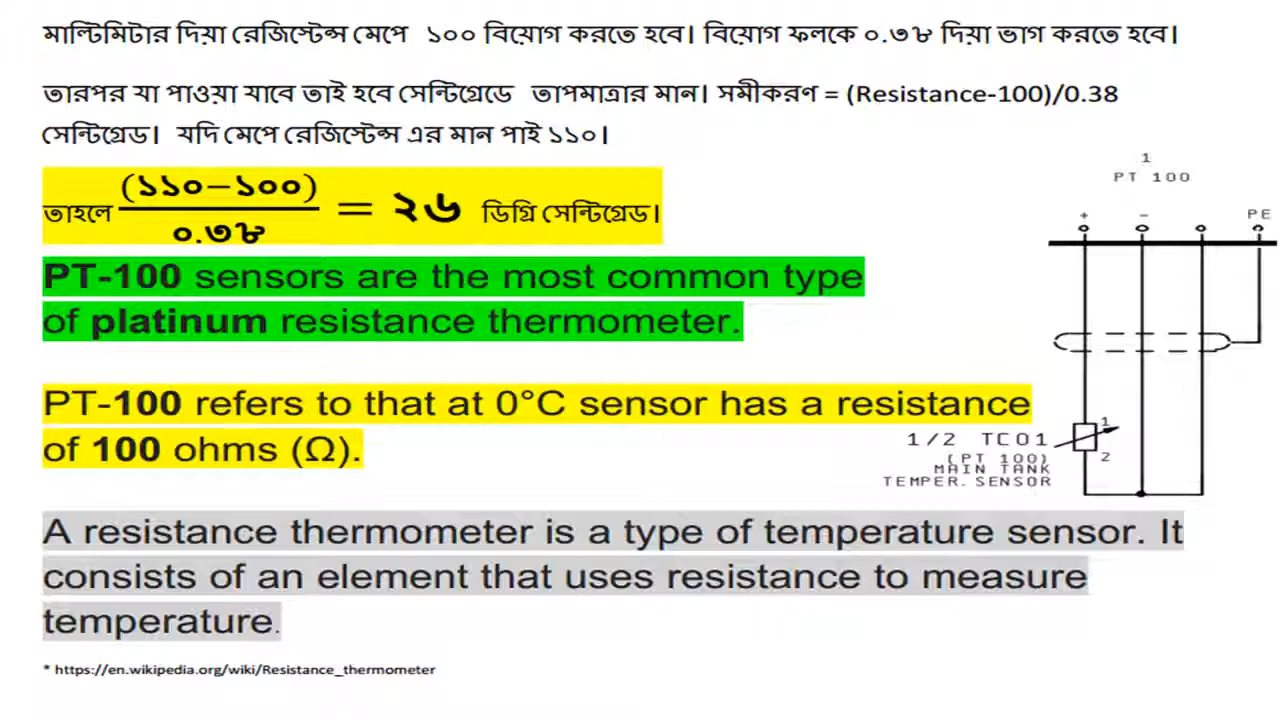 মাল্টিমিটার দিয়া রেজিস্টেন্স মেপে ১০০ বিয়োগ করতে হবে। বিয়োগ ফলকে ০.৩৮ দিয়া ভাগ করতে হবে।
তারপর যা পাওয়া যাবে তাই হবে সেন্টিগ্রেডে তাপমাত্রার মান। সমীকরণ = (Resistance-100)/0.38
সেন্টিগ্রেড। যদি মেপে রেজিস্টেন্স এর মান পাই ১১০।
তাহলে (১১০−১০০)/০.৩৮ = ২৬ ডিগ্রি সেন্টিগ্রেড।
PT-100 sensors are the most common type
of platinum resistance thermometer.
PT-100 refers to that at 0°C sensor has a resistance
of 100 ohms (Ω).
A resistance thermometer is a type of temperature sensor. It
consists of an element that uses resistance to measure
temperature.
* https://en.wikipedia.org/wiki/Resistance_thermometer
1
PT 100
+ − PE
1/2 TC01
(PT 100)
MAIN TANK
TEMPER. SENSOR
1
2